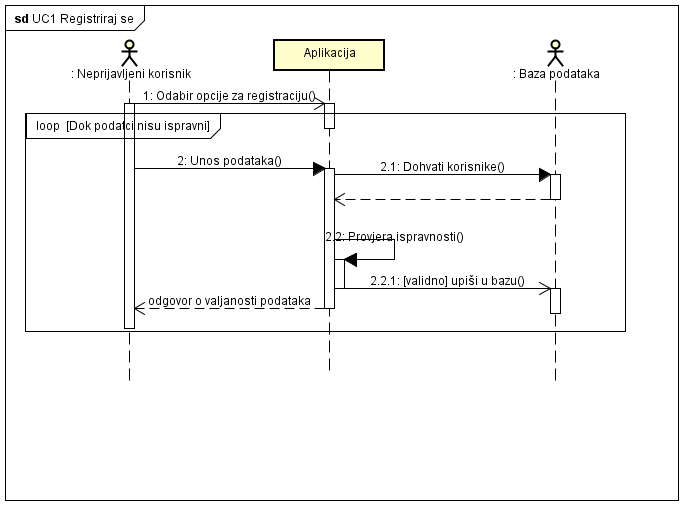 sd UC1 Registriraj se
: Neprijavljeni korisnik
Aplikacija
: Baza podataka
1: Odabir opcije za registraciju()
loop [Dok podatci nisu ispravni]
2: Unos podataka()
2.1: Dohvati korisnike()
2.2: Provjera ispravnosti()
2.2.1: [validno] upiši u bazu()
odgovor o valjanosti podataka